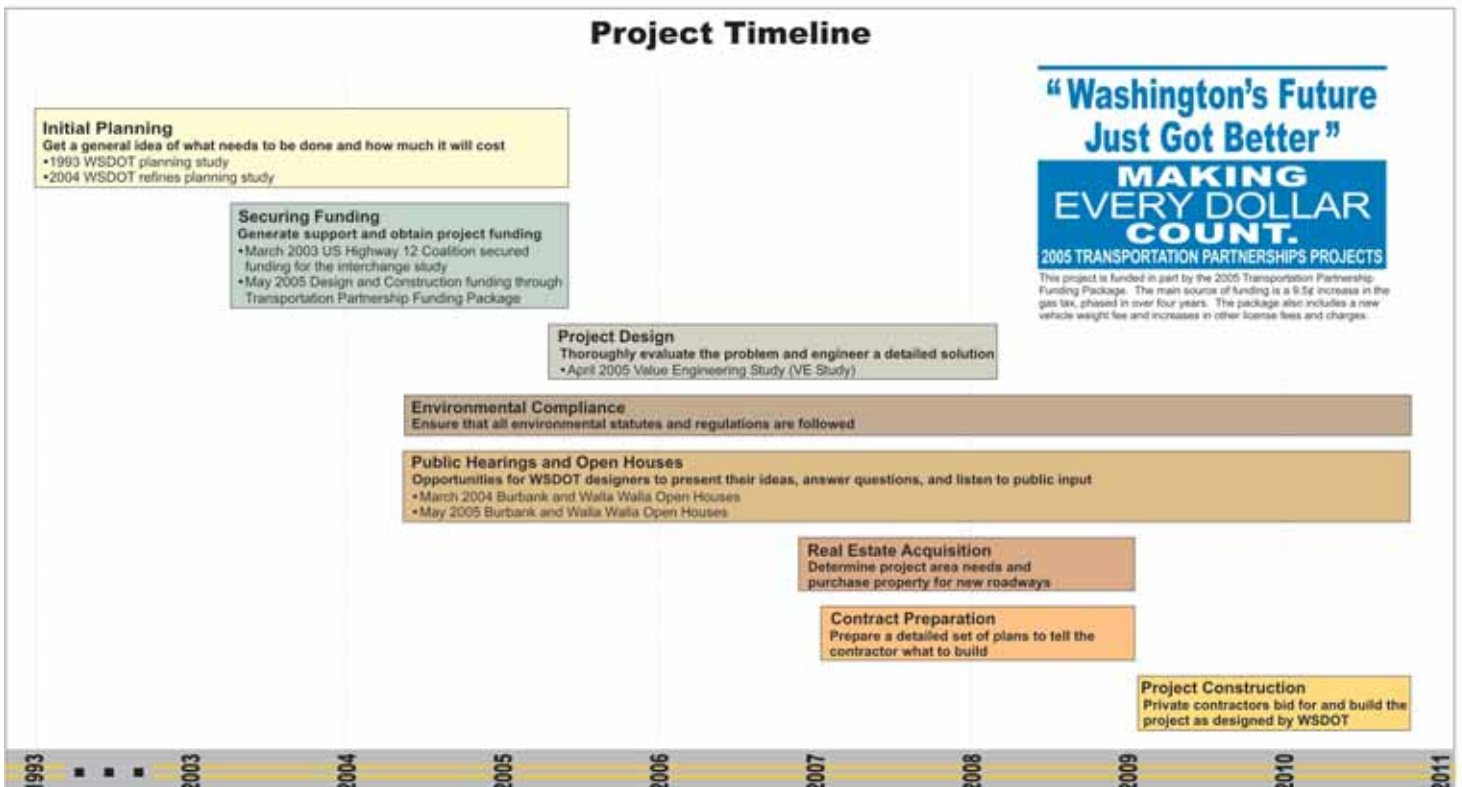 Project Timeline
“Washington's Future
Just Got Better”
MAKING
EVERY DOLLAR
COUNT.
2005 TRANSPORTATION PARTNERSHIPS PROJECTS
This project is funded in part by the 2005 Transportation Partnership
Funding Package. The main source of funding is a 9.5¢ increase in the
gas tax, phased in over four years. The package also includes a new
vehicle weight fee and increases in other license fees and charges.
Initial Planning
Get a general idea of what needs to be done and how much it will cost
•1993 WSDOT planning study
•2004 WSDOT refines planning study
Securing Funding
Generate support and obtain project funding
•March 2003 US Highway 12 Coalition secured
funding for the interchange study
•May 2005 Design and Construction funding through
Transportation Partnership Funding Package
Project Design
Thoroughly evaluate the problem and engineer a detailed solution
•April 2005 Value Engineering Study (VE Study)
Environmental Compliance
Ensure that all environmental statutes and regulations are followed
Public Hearings and Open Houses
Opportunities for WSDOT designers to present their ideas, answer questions, and listen to public input
•March 2004 Burbank and Walla Walla Open Houses
•May 2005 Burbank and Walla Walla Open Houses
Real Estate Acquisition
Determine project area needs and
purchase property for new roadways
Contract Preparation
Prepare a detailed set of plans to tell the
contractor what to build
Project Construction
Private contractors bid for and build the
project as designed by WSDOT
1993
2003
2004
2005
2006
2007
2008
2009
2010
2011